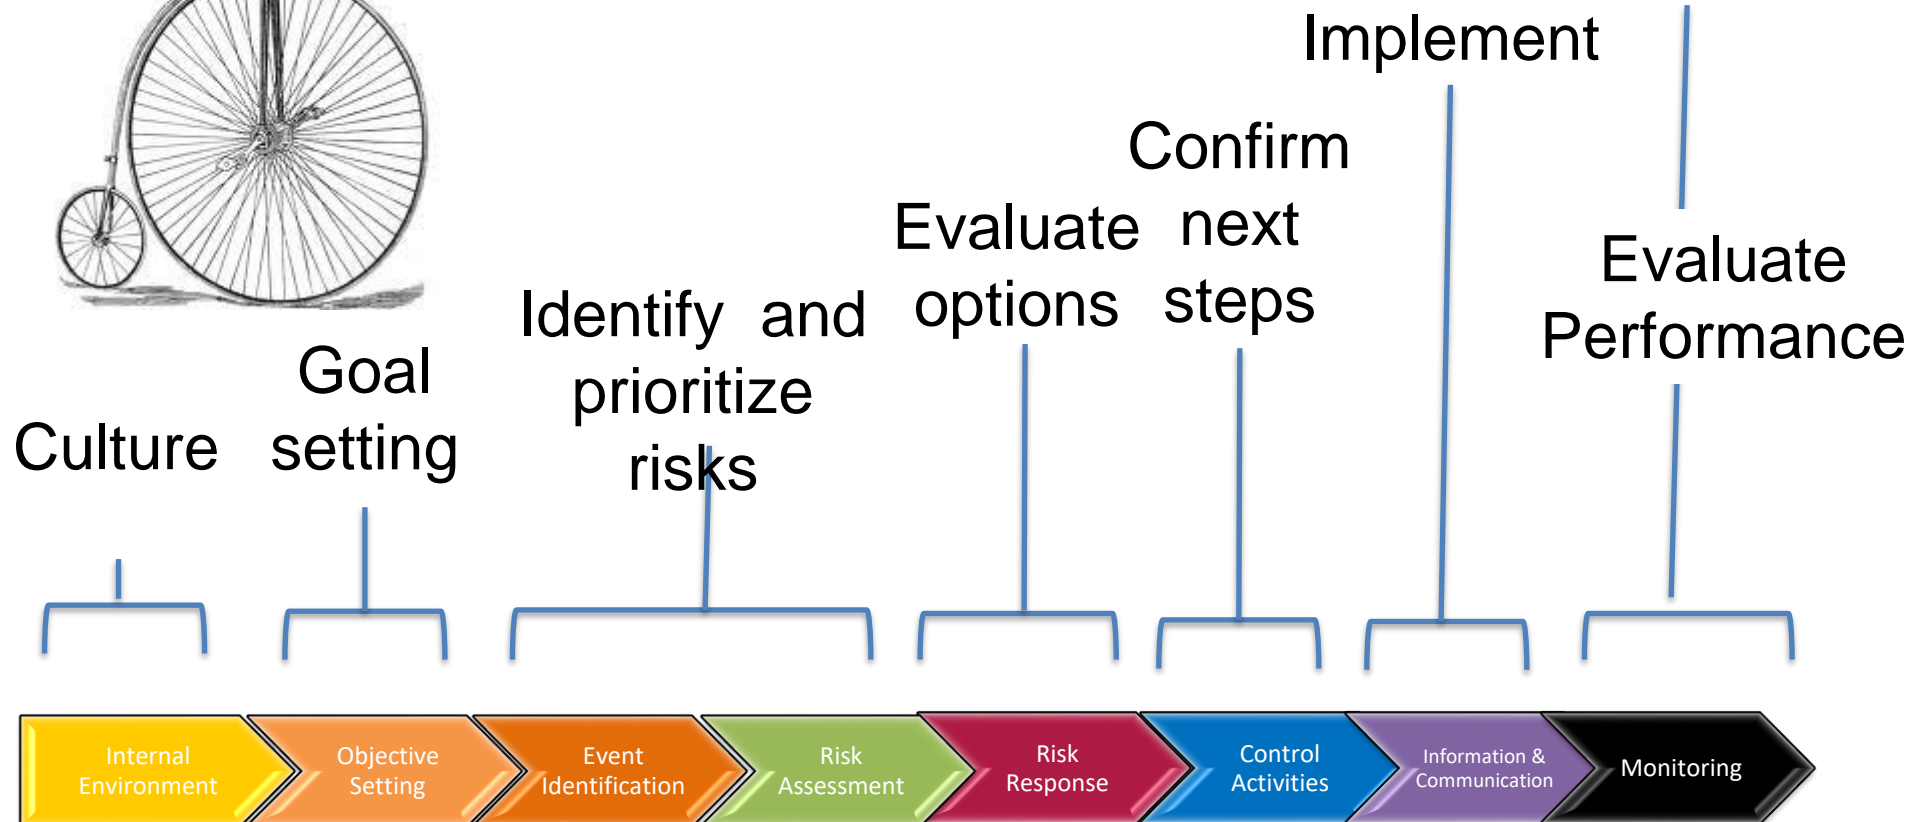 Implement
Confirm
next
steps
Evaluate
options
Evaluate
Performance
Identify and
prioritize
risks
Goal
setting
Culture
Internal
Environment
Objective
Setting
Event
Identification
Risk
Assessment
Risk
Response
Control
Activities
Information &
Communication
Monitoring